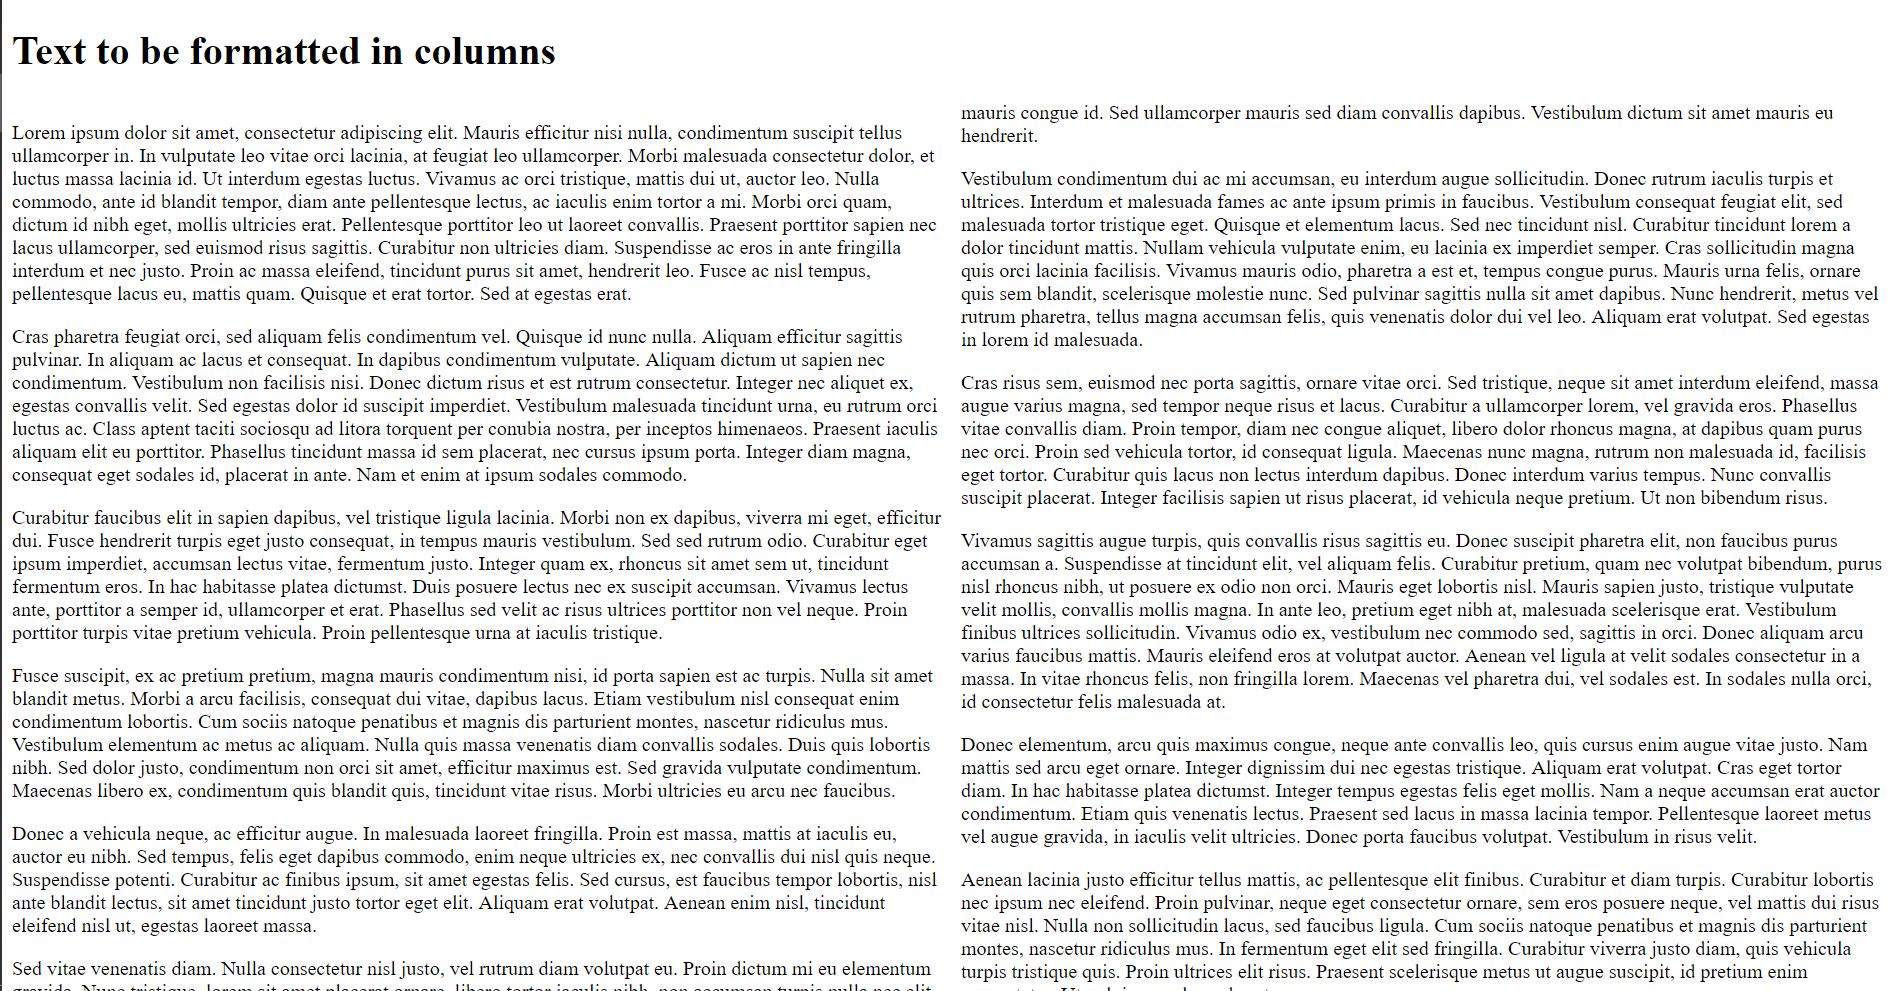 Text to be formatted in columns
Lorem ipsum dolor sit amet, consectetur adipiscing elit. Mauris efficitur nisi nulla, condimentum suscipit tellus
ullamcorper in. In vulputate leo vitae orci lacinia, at feugiat leo ullamcorper. Morbi malesuada consectetur dolor, et
luctus massa lacinia id. Ut interdum egestas luctus. Vivamus ac orci tristique, mattis dui ut, auctor leo. Nulla
commodo, ante id blandit tempor, diam ante pellentesque lectus, ac iaculis enim tortor a mi. Morbi orci quam,
dictum id nibh eget, mollis ultricies erat. Pellentesque porttitor leo ut laoreet convallis. Praesent porttitor sapien nec
lacus ullamcorper, sed euismod risus sagittis. Curabitur non ultricies diam. Suspendisse ac eros in ante fringilla
interdum et nec justo. Proin ac massa eleifend, tincidunt purus sit amet, hendrerit leo. Fusce ac nisl tempus,
pellentesque lacus eu, mattis quam. Quisque et erat tortor. Sed at egestas erat.
Cras pharetra feugiat orci, sed aliquam felis condimentum vel. Quisque id nunc nulla. Aliquam efficitur sagittis
pulvinar. In aliquam ac lacus et consequat. In dapibus condimentum vulputate. Aliquam dictum ut sapien nec
condimentum. Vestibulum non facilisis nisi. Donec dictum risus et est rutrum consectetur. Integer nec aliquet ex,
egestas convallis velit. Sed egestas dolor id suscipit imperdiet. Vestibulum malesuada tincidunt urna, eu rutrum orci
luctus ac. Class aptent taciti sociosqu ad litora torquent per conubia nostra, per inceptos himenaeos. Praesent iaculis
aliquam elit eu porttitor. Phasellus tincidunt massa id sem placerat, nec cursus ipsum porta. Integer diam magna,
consequat eget sodales id, placerat in ante. Nam et enim at ipsum sodales commodo.
Curabitur faucibus elit in sapien dapibus, vel tristique ligula lacinia. Morbi non ex dapibus, viverra mi eget, efficitur
dui. Fusce hendrerit turpis eget justo consequat, in tempus mauris vestibulum. Sed sed rutrum odio. Curabitur eget
ipsum imperdiet, accumsan lectus vitae, fermentum justo. Integer quam ex, rhoncus sit amet sem ut, tincidunt
fermentum eros. In hac habitasse platea dictumst. Duis posuere lectus nec ex suscipit accumsan. Vivamus lectus
ante, porttitor a semper id, ullamcorper et erat. Phasellus sed velit ac risus ultrices porttitor non vel neque. Proin
porttitor turpis vitae pretium vehicula. Proin pellentesque urna at iaculis tristique.
Fusce suscipit, ex ac pretium pretium, magna mauris condimentum nisi, id porta sapien est ac turpis. Nulla sit amet
blandit metus. Morbi a arcu facilisis, consequat dui vitae, dapibus lacus. Etiam vestibulum nisl consequat enim
condimentum lobortis. Cum sociis natoque penatibus et magnis dis parturient montes, nascetur ridiculus mus.
Vestibulum elementum ac metus ac aliquam. Nulla quis massa venenatis diam convallis sodales. Duis quis lobortis
nibh. Sed dolor justo, condimentum non orci sit amet, efficitur maximus est. Sed gravida vulputate condimentum.
Maecenas libero ex, condimentum quis blandit quis, tincidunt vitae risus. Morbi ultricies eu arcu nec faucibus.
Donec a vehicula neque, ac efficitur augue. In malesuada laoreet fringilla. Proin est massa, mattis at iaculis eu,
auctor eu nibh. Sed tempus, felis eget dapibus commodo, enim neque ultricies ex, nec convallis dui nisl quis neque.
Suspendisse potenti. Curabitur ac finibus ipsum, sit amet egestas felis. Sed cursus, est faucibus tempor lobortis, nisl
ante blandit lectus, sit amet tincidunt justo tortor eget elit. Aliquam erat volutpat. Aenean enim nisl, tincidunt
eleifend nisl ut, egestas laoreet massa.
Sed vitae venenatis diam. Nulla consectetur nisl justo, vel rutrum diam volutpat eu. Proin dictum mi eu elementum
mauris congue id. Sed ullamcorper mauris sed diam convallis dapibus. Vestibulum dictum sit amet mauris eu
hendrerit.
Vestibulum condimentum dui ac mi accumsan, eu interdum augue sollicitudin. Donec rutrum iaculis turpis et
ultrices. Interdum et malesuada fames ac ante ipsum primis in faucibus. Vestibulum consequat feugiat elit, sed
malesuada tortor tristique eget. Quisque et elementum lacus. Sed nec tincidunt nisl. Curabitur tincidunt lorem a
dolor tincidunt mattis. Nullam vehicula vulputate enim, eu lacinia ex imperdiet semper. Cras sollicitudin magna
quis orci lacinia facilisis. Vivamus mauris odio, pharetra a est et, tempus congue purus. Mauris urna felis, ornare
quis sem blandit, scelerisque molestie nunc. Sed pulvinar sagittis nulla sit amet dapibus. Nunc hendrerit, metus vel
rutrum pharetra, tellus magna accumsan felis, quis venenatis dolor dui vel leo. Aliquam erat volutpat. Sed egestas
in lorem id malesuada.
Cras risus sem, euismod nec porta sagittis, ornare vitae orci. Sed tristique, neque sit amet interdum eleifend, massa
augue varius magna, sed tempor neque risus et lacus. Curabitur a ullamcorper lorem, vel gravida eros. Phasellus
vitae convallis diam. Proin tempor, diam nec congue aliquet, libero dolor rhoncus magna, at dapibus quam purus
nec orci. Proin sed vehicula tortor, id consequat ligula. Maecenas nunc magna, rutrum non malesuada id, facilisis
eget tortor. Curabitur quis lacus non lectus interdum dapibus. Donec interdum varius tempus. Nunc convallis
suscipit placerat. Integer facilisis sapien ut risus placerat, id vehicula neque pretium. Ut non bibendum risus.
Vivamus sagittis augue turpis, quis convallis risus sagittis eu. Donec suscipit pharetra elit, non faucibus purus
accumsan a. Suspendisse at tincidunt elit, vel aliquam felis. Curabitur pretium, quam nec volutpat bibendum, purus
nisl rhoncus nibh, ut posuere ex odio non orci. Mauris eget lobortis nisl. Mauris sapien justo, tristique vulputate
velit mollis, convallis mollis magna. In ante leo, pretium eget nibh at, malesuada scelerisque erat. Vestibulum
finibus ultrices sollicitudin. Vivamus odio ex, vestibulum nec commodo sed, sagittis in orci. Donec aliquam arcu
varius faucibus mattis. Mauris eleifend eros at volutpat auctor. Aenean vel ligula at velit sodales consectetur in a
massa. In vitae rhoncus felis, non fringilla lorem. Maecenas vel pharetra dui, vel sodales est. In sodales nulla orci,
id consectetur felis malesuada at.
Donec elementum, arcu quis maximus congue, neque ante convallis leo, quis cursus enim augue vitae justo. Nam
mattis sed arcu eget ornare. Integer dignissim dui nec egestas tristique. Aliquam erat volutpat. Cras eget tortor
diam. In hac habitasse platea dictumst. Integer tempus egestas felis eget mollis. Nam a neque accumsan erat auctor
condimentum. Etiam quis venenatis lectus. Praesent sed lacus in massa lacinia tempor. Pellentesque laoreet metus
vel augue gravida, in iaculis velit ultricies. Donec porta faucibus volutpat. Vestibulum in risus velit.
Aenean lacinia justo efficitur tellus mattis, ac pellentesque elit finibus. Curabitur et diam turpis. Curabitur lobortis
nec ipsum nec eleifend. Proin pulvinar, neque eget consectetur ornare, sem eros posuere neque, vel mattis dui risus
vitae nisl. Nulla non sollicitudin lacus, sed faucibus ligula. Cum sociis natoque penatibus et magnis dis parturient
montes, nascetur ridiculus mus. In fermentum eget elit sed fringilla. Curabitur viverra justo diam, quis vehicula
turpis tristique quis. Proin ultrices elit risus. Praesent scelerisque metus ut augue suscipit, id pretium enim